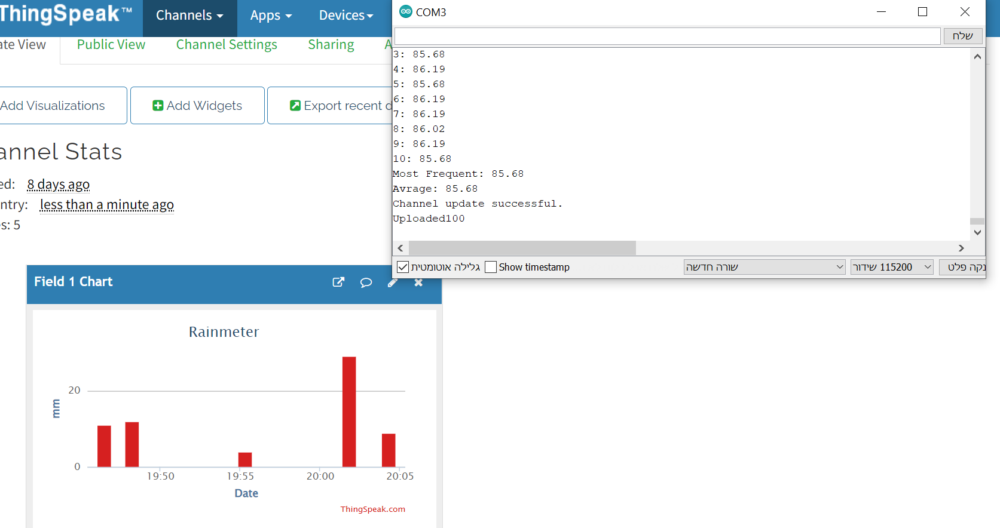 ThingSpeak™ Channels Apps Devices
ate View Public View Channel Settings Sharing A
Add Visualizations Add Widgets Export recent d
annel Stats
ed: 8 days ago
ntry: less than a minute ago
s: 5
Field 1 Chart
Rainmeter
mm
20
0
19:50 19:55 20:00 20:05
Date
ThingSpeak.com
COM3
שלח
3: 85.68
4: 86.19
5: 85.68
6: 86.19
7: 86.19
8: 86.02
9: 86.19
10: 85.68
Most Frequent: 85.68
Avrage: 85.68
Channel update successful.
Uploaded100
גלילה אוטומטית Show timestamp שורה חדשה 115200 שידור נקה פלט